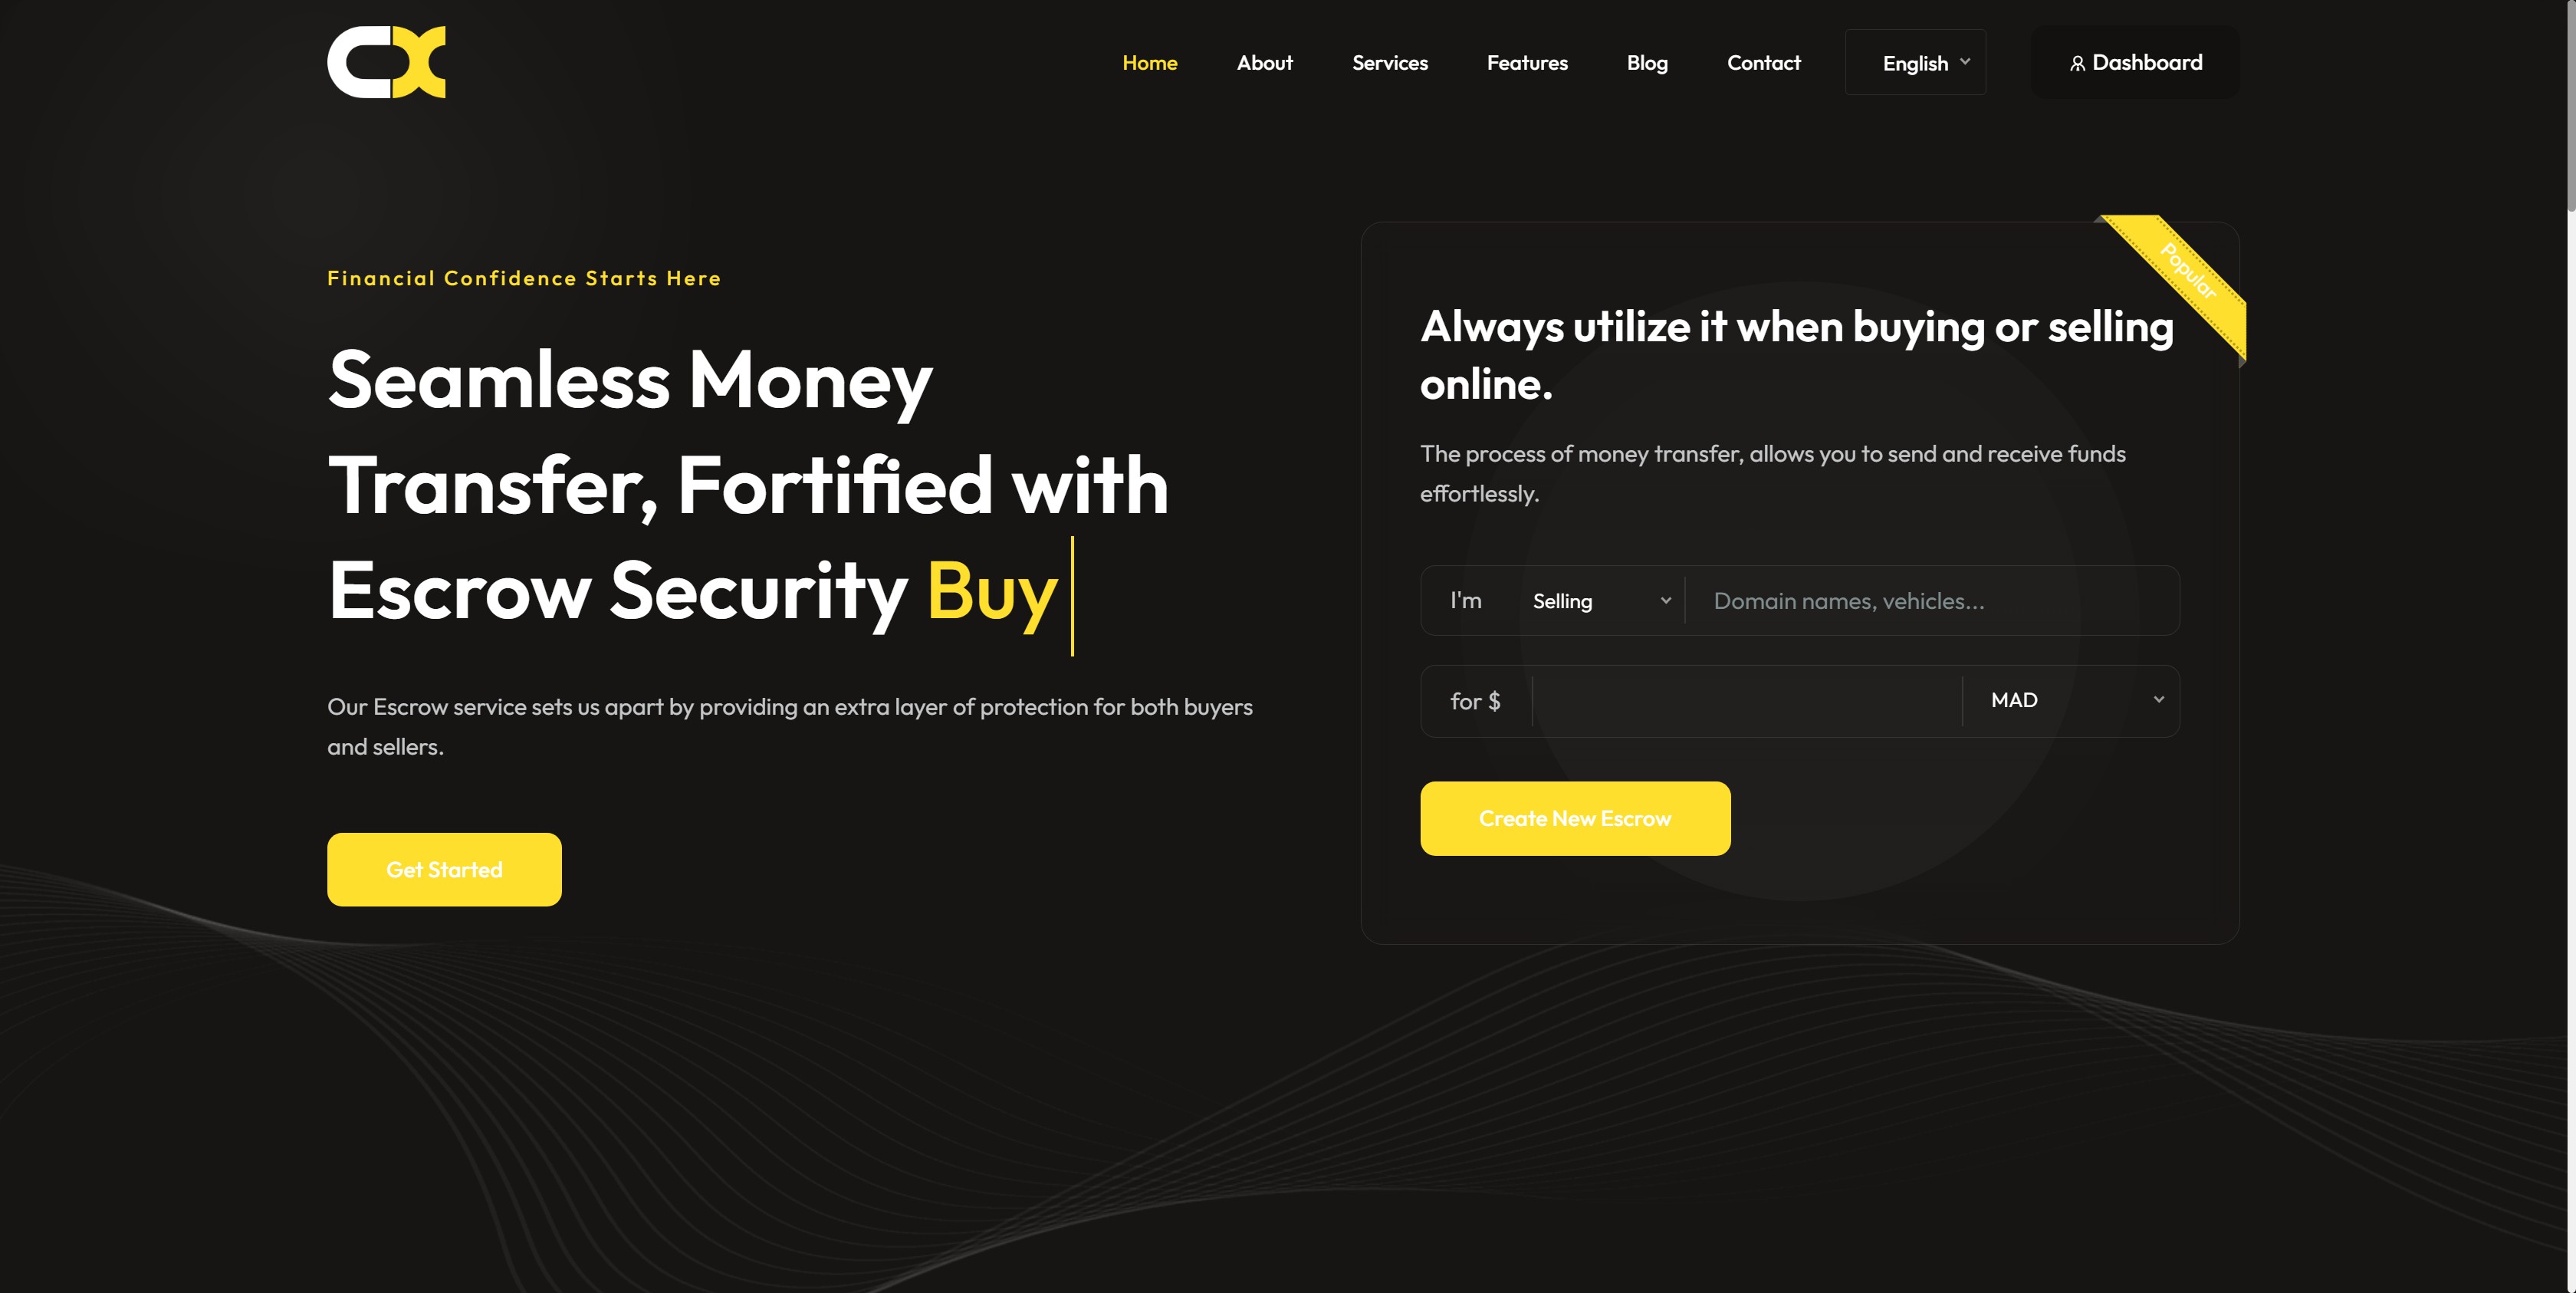 CX
Home About Services Features Blog Contact English Dashboard
Financial Confidence Starts Here
Seamless Money
Transfer, Fortified with
Escrow Security Buy
Our Escrow service sets us apart by providing an extra layer of protection for both buyers
and sellers.
Get Started
Popular
Always utilize it when buying or selling
online.
The process of money transfer, allows you to send and receive funds
effortlessly.
I'm Selling Domain names, vehicles...
for $ MAD
Create New Escrow